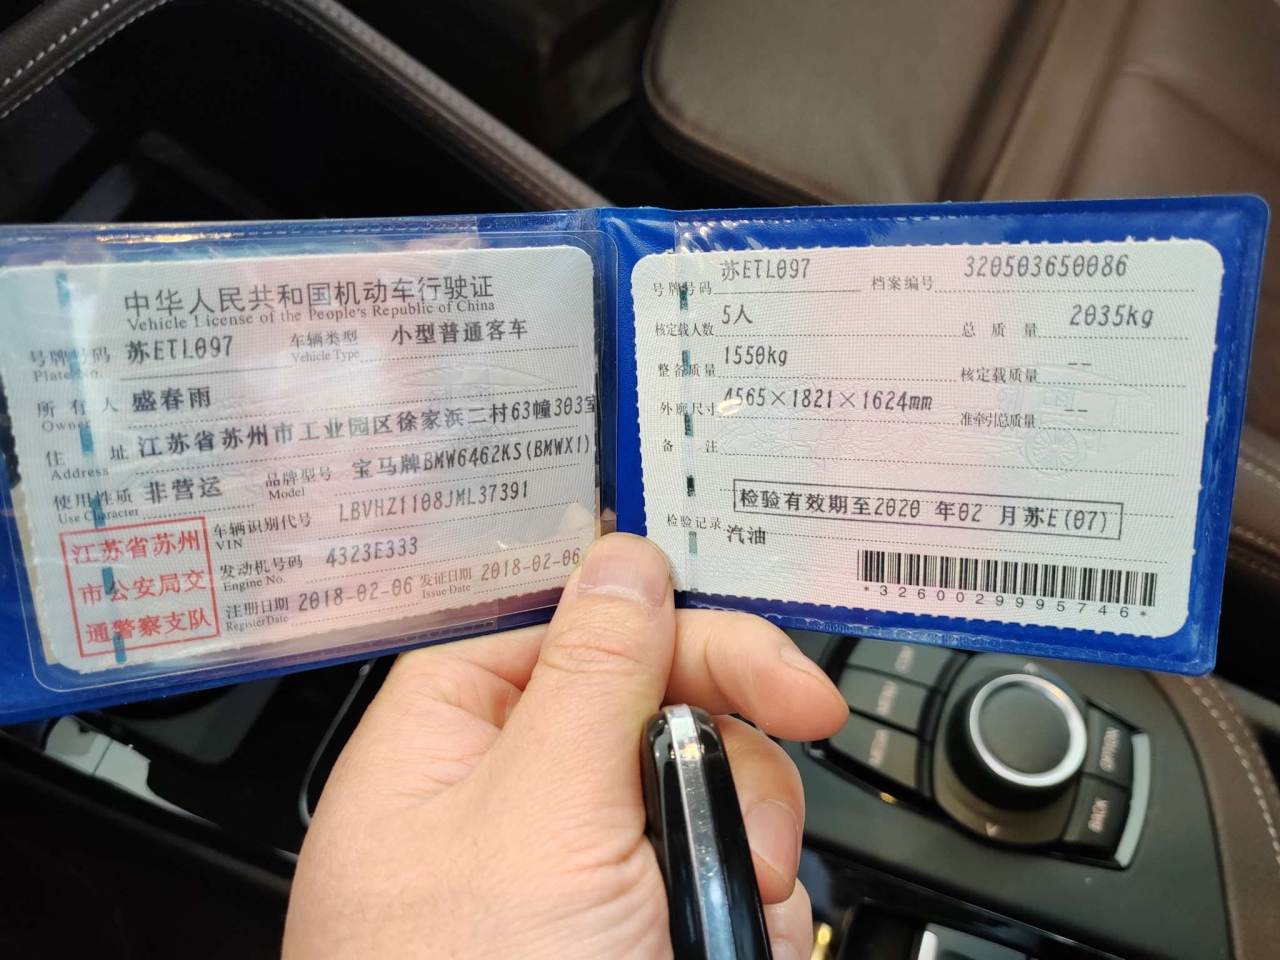 中华人民共和国机动车行驶证
Vehicle License of the People's Republic of China
号牌号码 苏ETL097 车辆类型 小型普通客车
Plate No. Vehicle Type
所有人 盛春雨
Owner
住址 江苏省苏州市工业园区徐家浜二村63幢303室
Address
使用性质 非营运 品牌型号 宝马牌BMW6462KS(BMWX1)
Use Character Model
车辆识别代号 LBVHZ1108JML37391
VIN
发动机号码 4323E333
Engine No.
注册日期 2018-02-06 发证日期 2018-02-06
Register Date Issue Date
江苏省苏州
市公安局交
通警察支队
号牌号码 苏ETL097 档案编号 320503650086
核定载人数 5人 总质量 2035kg
整备质量 1550kg 核定载质量 --
外廓尺寸 4565×1821×1624mm 准牵引总质量 --
备注
检验有效期至2020 年02 月苏E(07)
检验记录 汽油
*3260029995746*
OPTION
BACK